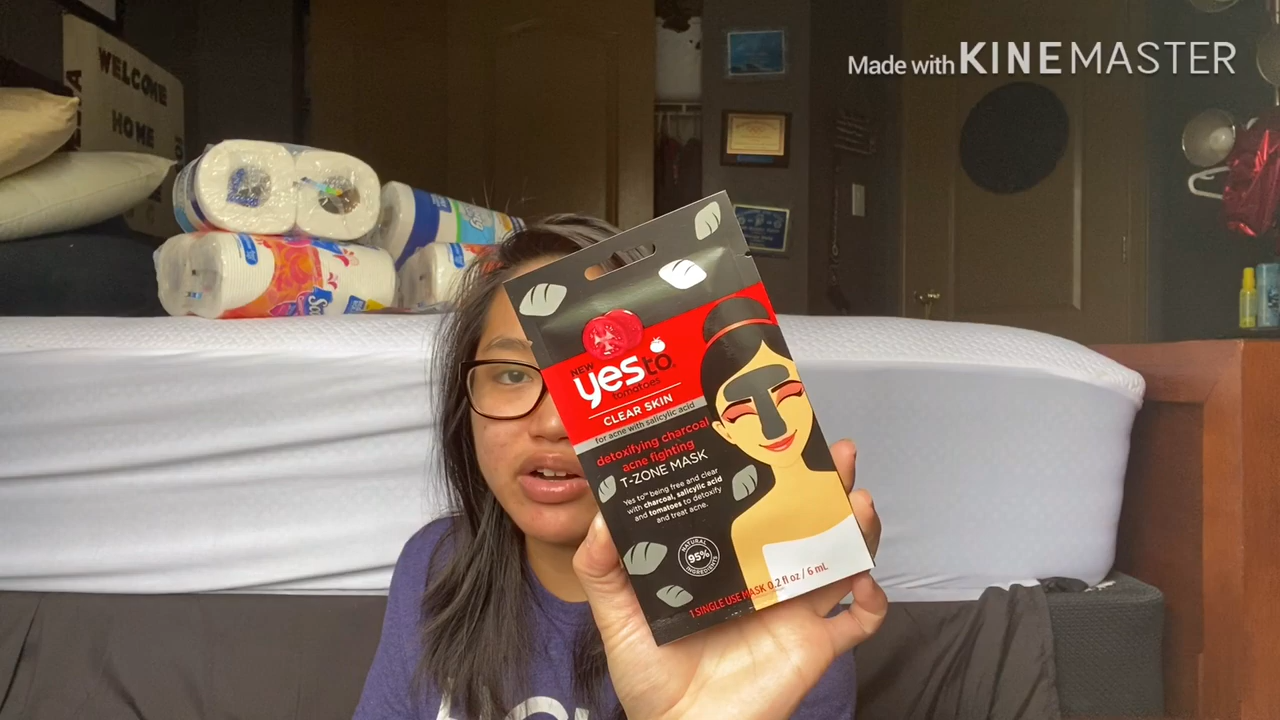 Made with KINEMASTER
WELCOME
HOME
NEW
yes to
tomatoes
CLEAR SKIN
for acne with salicylic acid
detoxifying charcoal
acne fighting
T-ZONE MASK
Yes to™ being free and clear
with charcoal, salicylic acid
and tomatoes to detoxify
and treat acne.
NATURAL
95%
INGREDIENTS
1 SINGLE USE MASK 0.2 fl oz / 6 mL